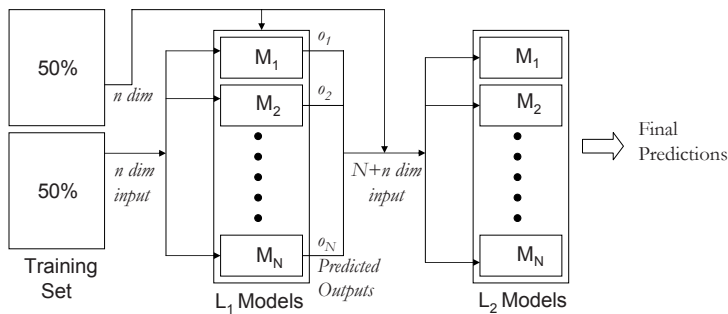 50%
n dim
50%
n dim
input
Training
Set
M1
M2
MN
o1
o2
oN
Predicted
Outputs
L1 Models
N+n dim
input
M1
M2
MN
L2 Models
Final
Predictions